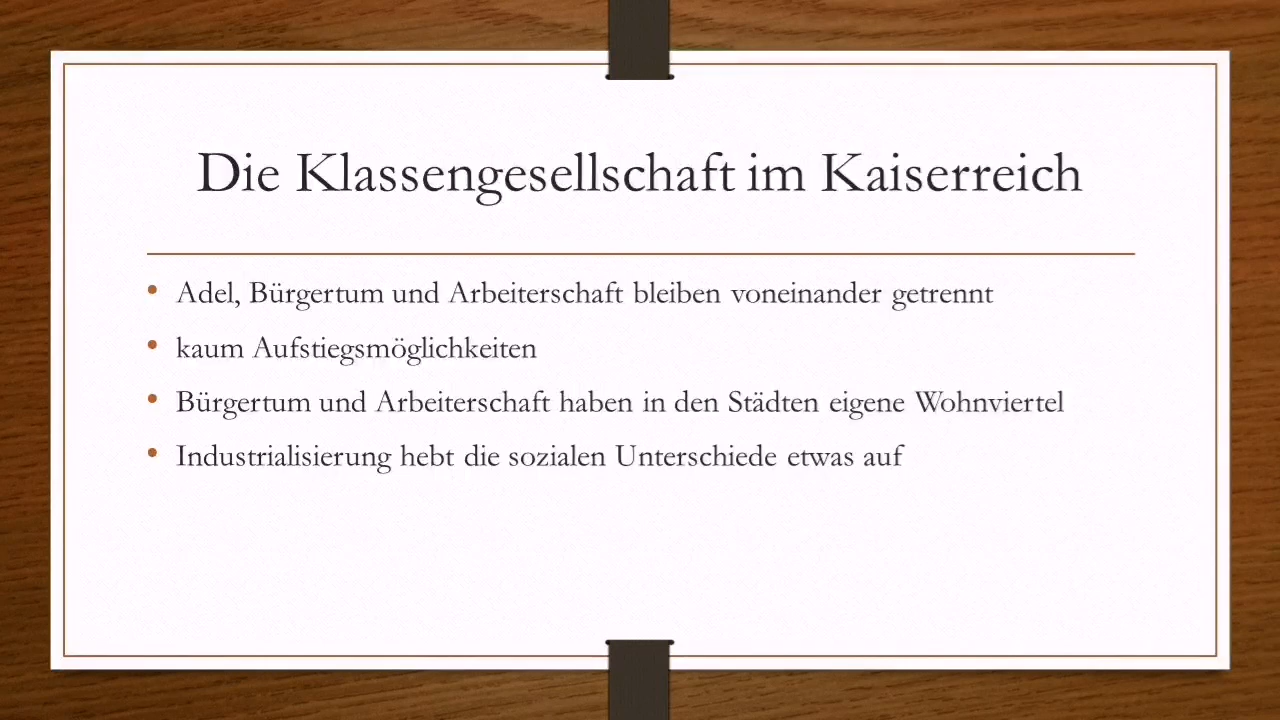 Die Klassengesellschaft im Kaiserreich
• Adel, Bürgertum und Arbeiterschaft bleiben voneinander getrennt
• kaum Aufstiegsmöglichkeiten
• Bürgertum und Arbeiterschaft haben in den Städten eigene Wohnviertel
• Industrialisierung hebt die sozialen Unterschiede etwas auf